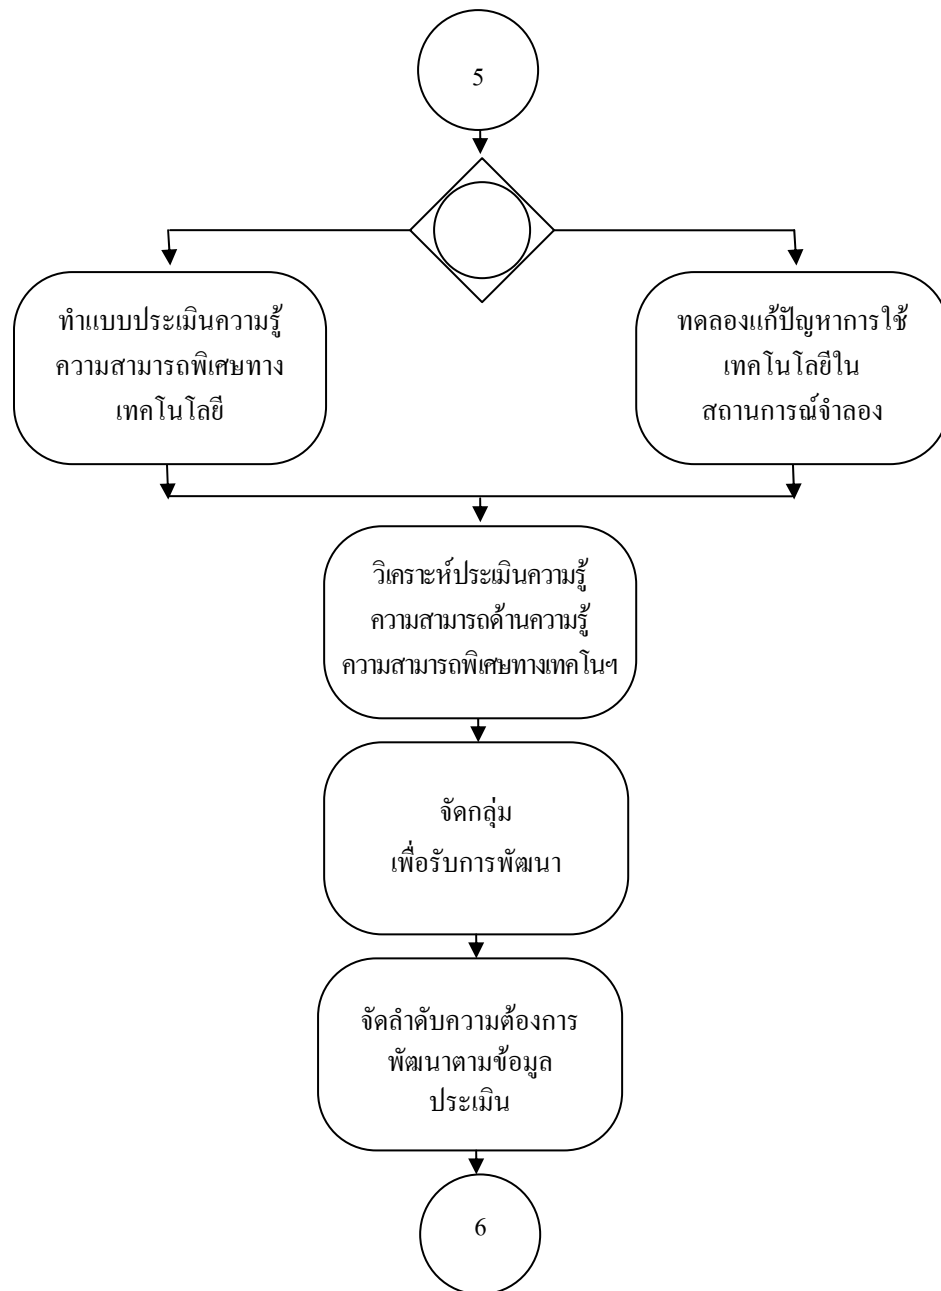 5
ทำแบบประเมินความรู้
ความสามารถพิเศษทาง
เทคโนโลยี
ทดลองแก้ปัญหาการใช้
เทคโนโลยีใน
สถานการณ์จำลอง
วิเคราะห์ประเมินความรู้
ความสามารถด้านความรู้
ความสามารถพิเศษทางเทคโนฯ
จัดกลุ่ม
เพื่อรับการพัฒนา
จัดลำดับความต้องการ
พัฒนาตามข้อมูล
ประเมิน
6